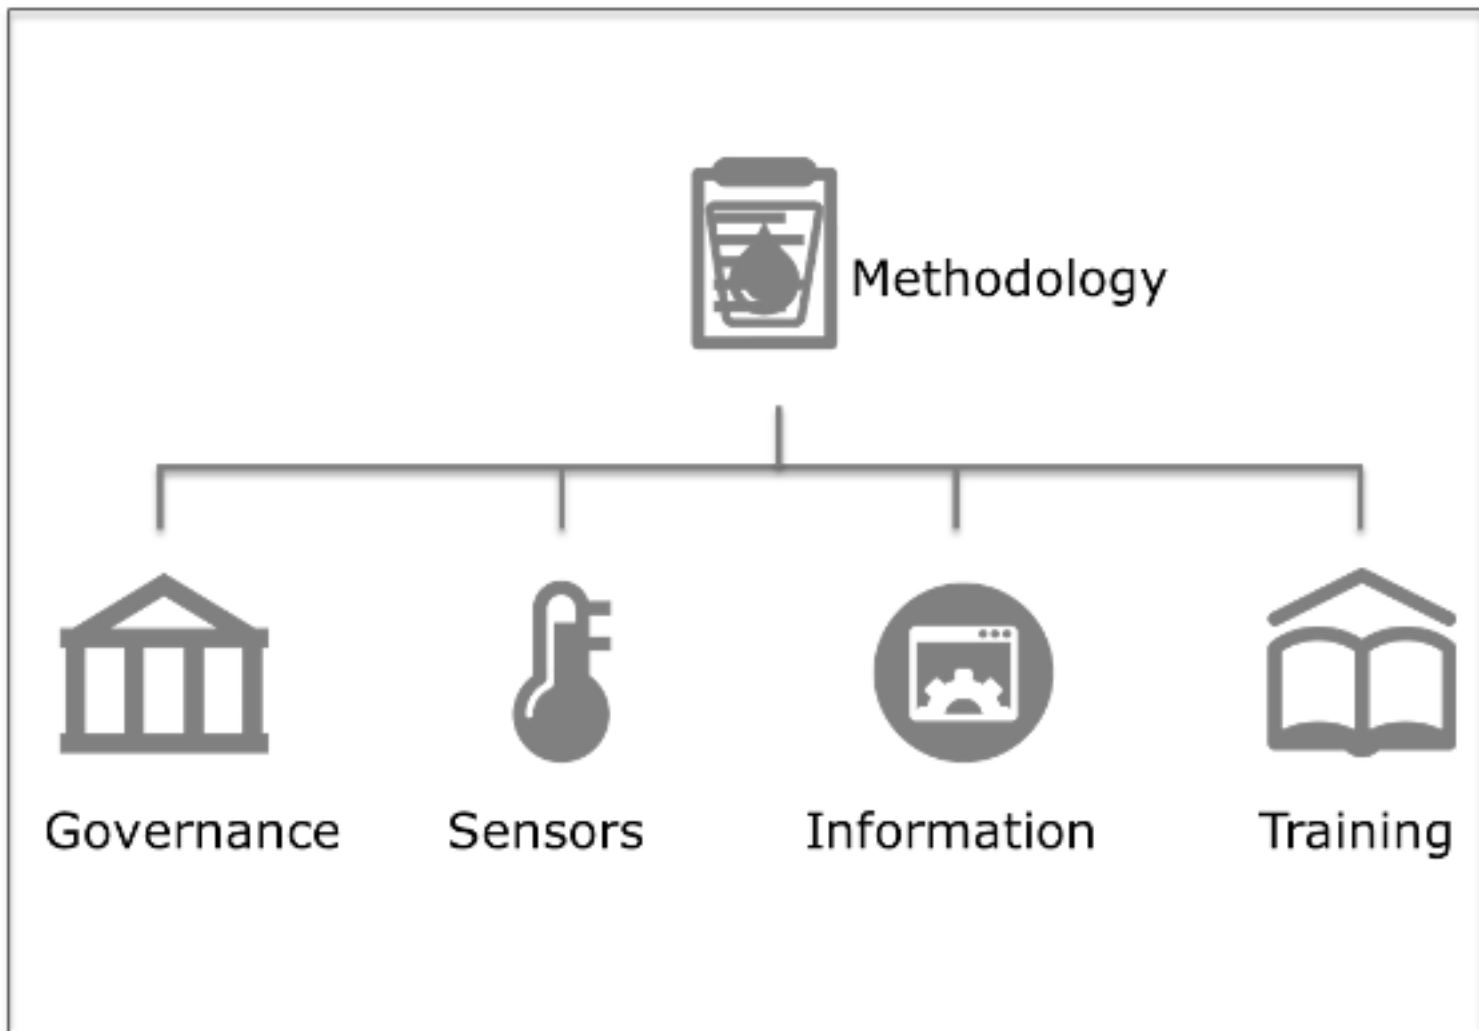 Methodology
Governance
Sensors
Information
Training